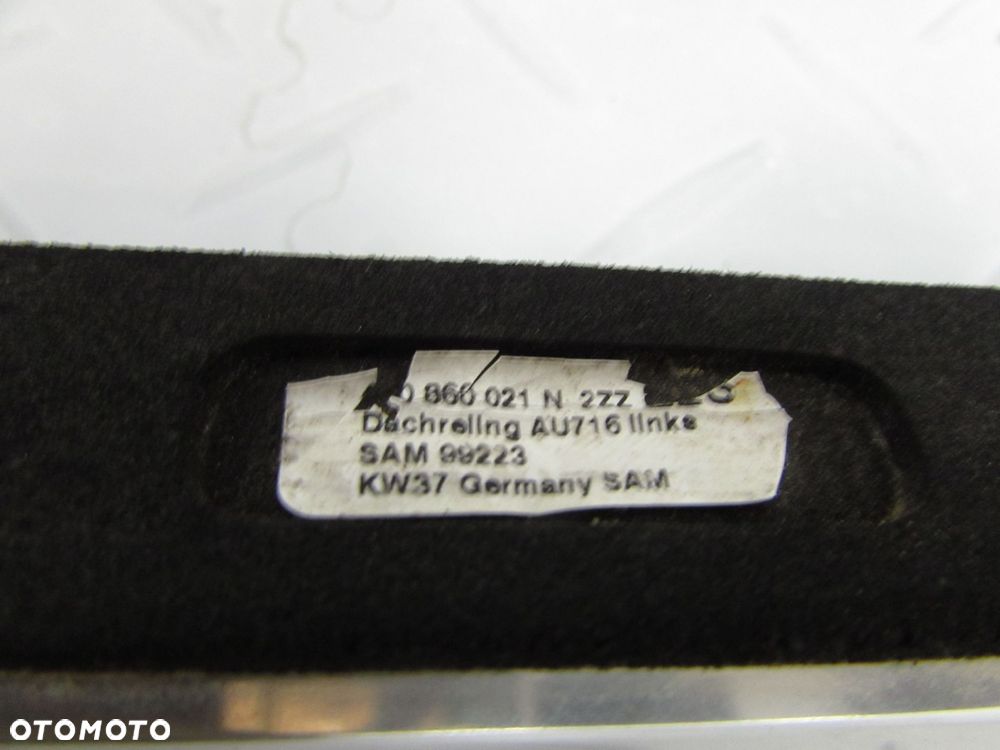 0 860 021 N 2ZZ
Dachreling AU716 links
SAM 99223
KW37 Germany SAM
OTOMOTO